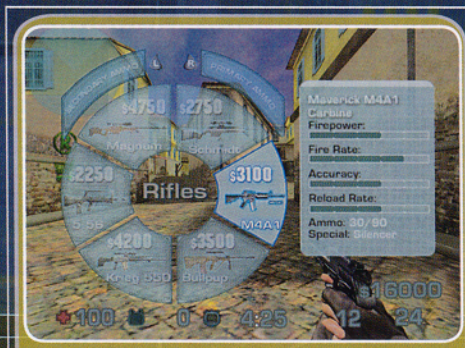 SECONDARY AMMO
L
R
PRIMARY AMMO
$4750
Magnum
$2750
Schmidt
$2250
5.56
Rifles
$3100
M4A1
$4200
Krieg 550
$3500
Bullpup
Maverick M4A1
Carbine
Firepower:
Fire Rate:
Accuracy:
Reload Rate:
Ammo: 30/90
Special: Silencer
$16000
100
0
4:25
12
24